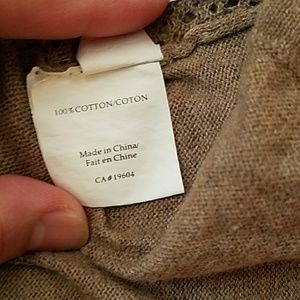 100% COTTON/COTON
Made in China/
Fait en Chine
CA# 19604